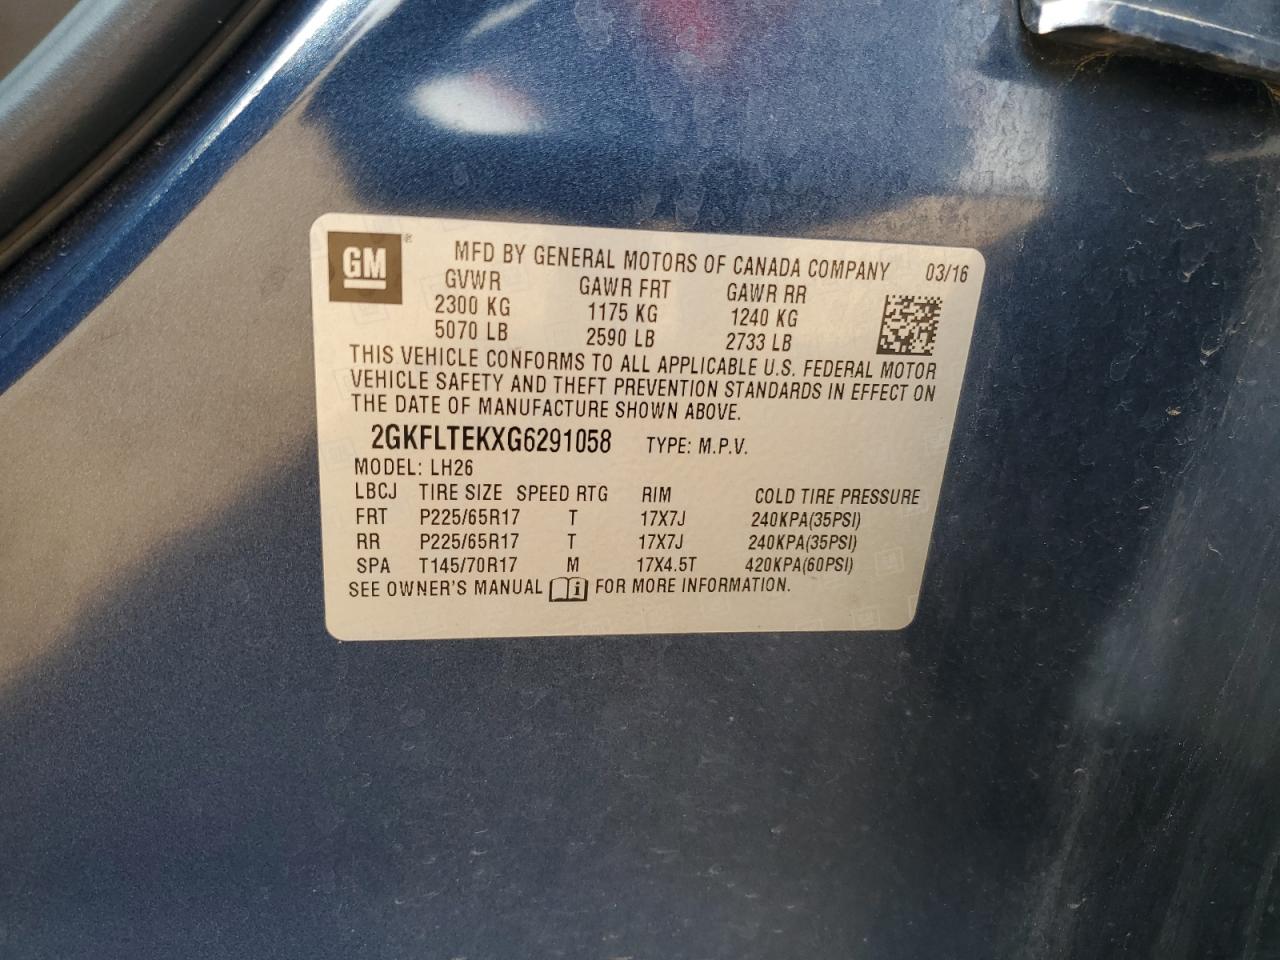 GM ®
MFD BY GENERAL MOTORS OF CANADA COMPANY 03/16
GVWR GAWR FRT GAWR RR
2300 KG 1175 KG 1240 KG
5070 LB 2590 LB 2733 LB
THIS VEHICLE CONFORMS TO ALL APPLICABLE U.S. FEDERAL MOTOR
VEHICLE SAFETY AND THEFT PREVENTION STANDARDS IN EFFECT ON
THE DATE OF MANUFACTURE SHOWN ABOVE.
2GKFLTEKXG6291058 TYPE: M.P.V.
MODEL: LH26
LBCJ TIRE SIZE SPEED RTG RIM COLD TIRE PRESSURE
FRT P225/65R17 T 17X7J 240KPA(35PSI)
RR P225/65R17 T 17X7J 240KPA(35PSI)
SPA T145/70R17 M 17X4.5T 420KPA(60PSI)
SEE OWNER'S MANUAL i FOR MORE INFORMATION.